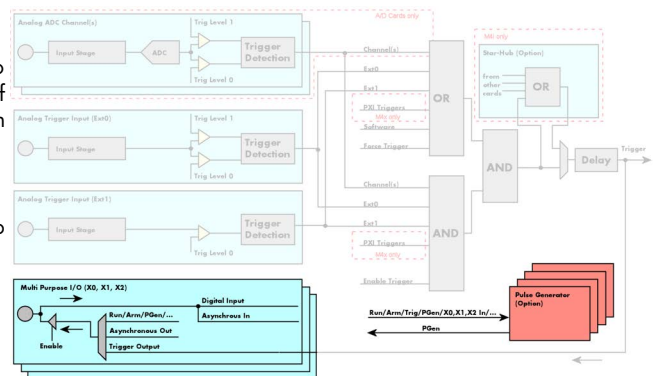 Analog ADC Channel(s)
Trig Level 1
A/D Cards only
Input Stage
ADC
Trigger
Detection
Trig Level 0
Channel(s)
Ext0
Ext1
PXI Triggers
M4x only
Software
Force Trigger
OR
M4i only
Star-Hub (Option)
from
other
cards
OR
Analog Trigger Input (Ext0)
Trig Level 1
Input Stage
Trigger
Detection
Trig Level 0
AND
Delay
Trigger
Analog Trigger Input (Ext1)
Input Stage
Trigger
Detection
Trig Level 0
Channel(s)
Ext0
Ext1
PXI Triggers
M4x only
Enable Trigger
AND
Multi Purpose I/O (X0, X1, X2)
Digital Input
Run/Arm/PGen/...
Asynchrous In
Asynchronous Out
Enable
Trigger Output
Run/Arm/Trig/PGen/X0,X1,X2 In/...
PGen
Pulse Generator
(Option)